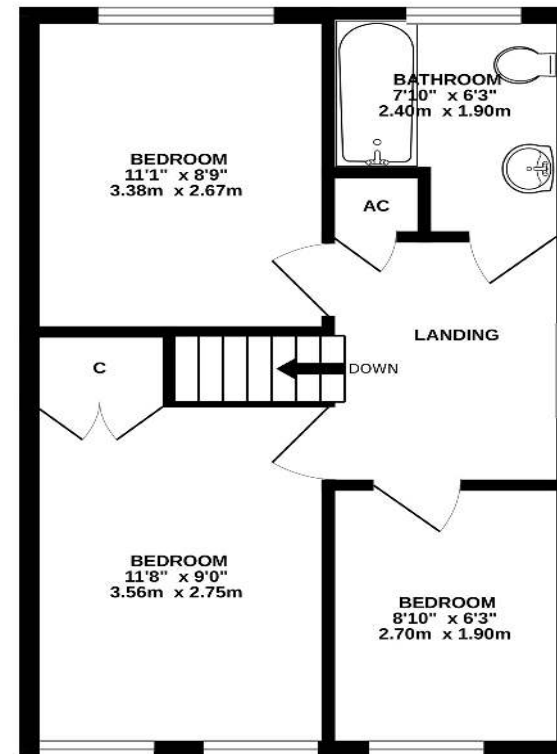 BATHROOM
7'10" x 6'3"
2.40m x 1.90m
BEDROOM
11'1" x 8'9"
3.38m x 2.67m
AC
LANDING
C
DOWN
BEDROOM
11'8" x 9'0"
3.56m x 2.75m
BEDROOM
8'10" x 6'3"
2.70m x 1.90m